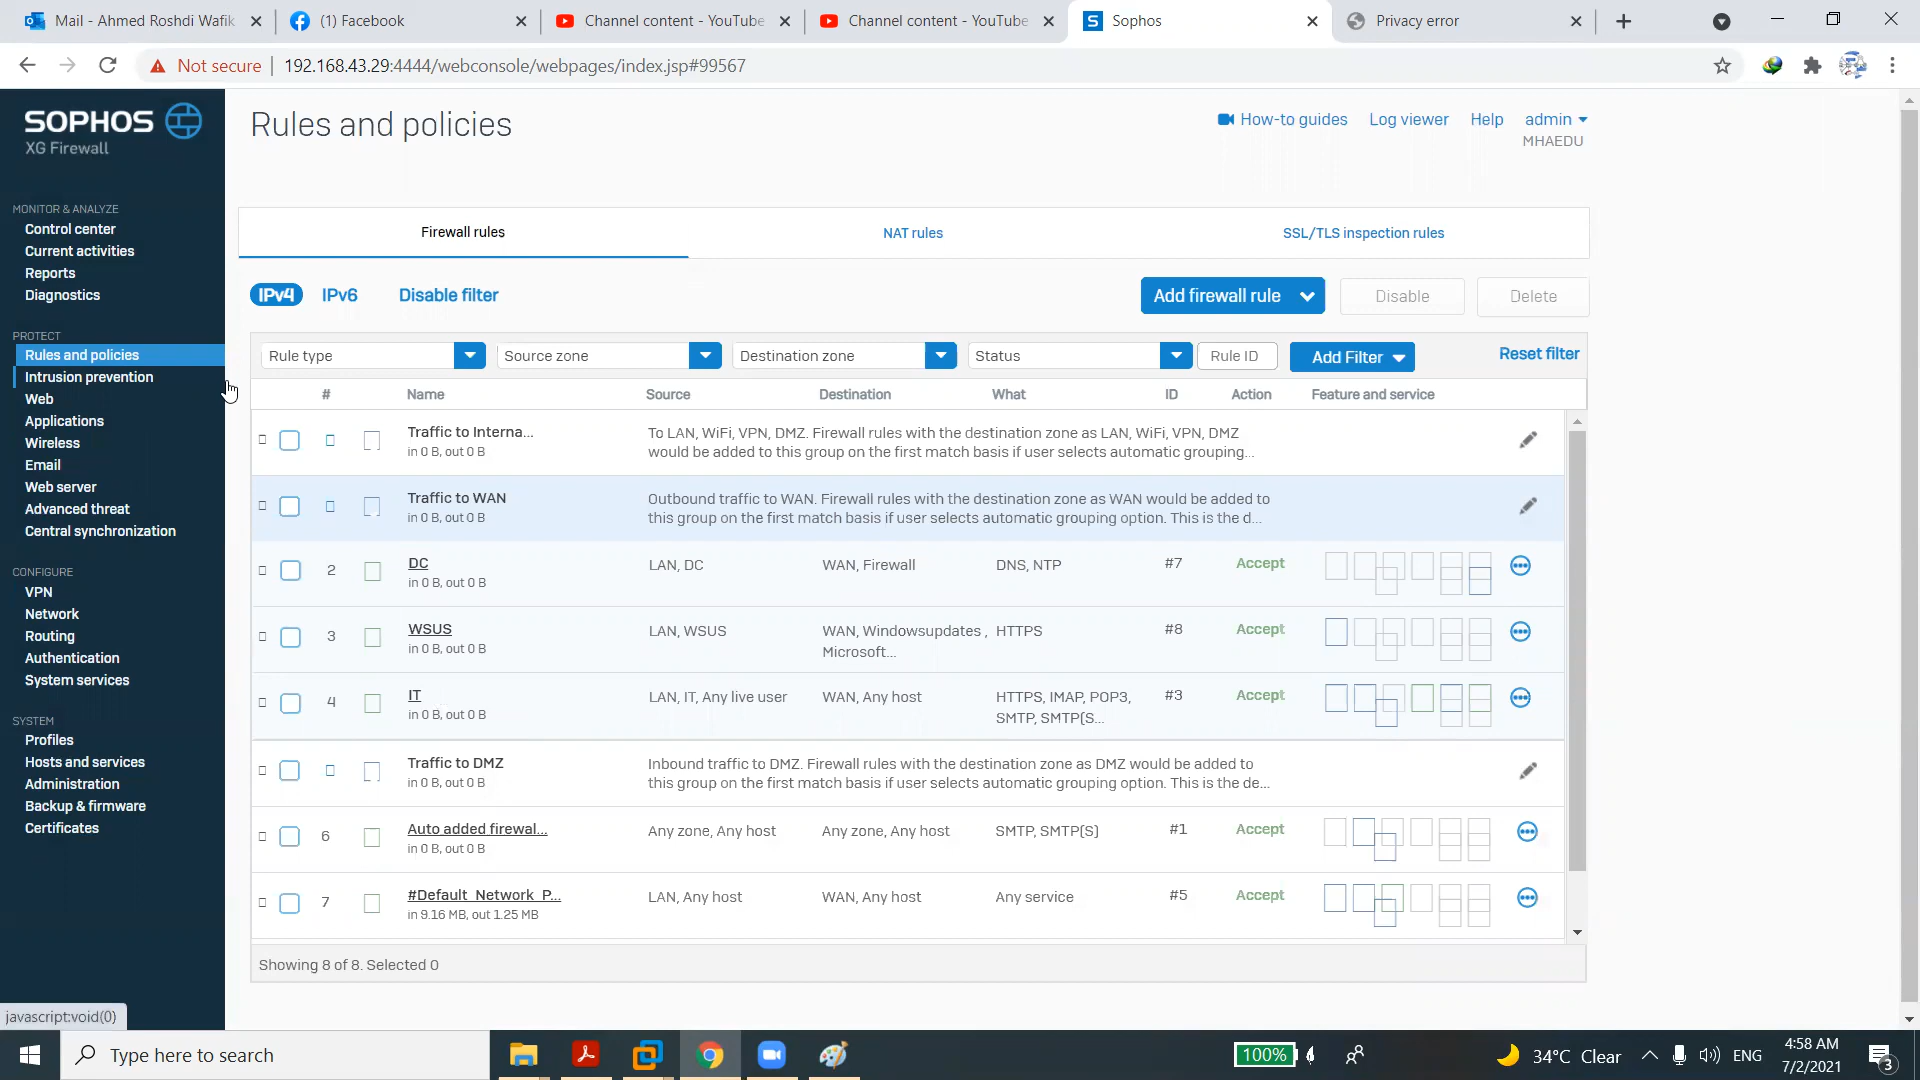 Mail - Ahmed Roshdi Wafik
(1) Facebook
Channel content - YouTube
Channel content - YouTube
Sophos
Privacy error
Not secure
192.168.43.29:4444/webconsole/webpages/index.jsp#99567
SOPHOS
XG Firewall
MONITOR & ANALYZE
Control center
Current activities
Reports
Diagnostics
PROTECT
Rules and policies
Intrusion prevention
Web
Applications
Wireless
Email
Web server
Advanced threat
Central synchronization
CONFIGURE
VPN
Network
Routing
Authentication
System services
SYSTEM
Profiles
Hosts and services
Administration
Backup & firmware
Certificates
javascript:void(0)
Rules and policies
How-to guides
Log viewer
Help
admin
MHAEDU
Firewall rules
NAT rules
SSL/TLS inspection rules
IPv4
IPv6
Disable filter
Add firewall rule
Disable
Delete
Rule type
Source zone
Destination zone
Status
Rule ID
Add Filter
Reset filter
# Name Source Destination What ID Action Feature and service
Traffic to Interna...
in 0 B, out 0 B
To LAN, WiFi, VPN, DMZ. Firewall rules with the destination zone as LAN, WiFi, VPN, DMZ
would be added to this group on the first match basis if user selects automatic grouping...
Traffic to WAN
in 0 B, out 0 B
Outbound traffic to WAN. Firewall rules with the destination zone as WAN would be added to
this group on the first match basis if user selects automatic grouping option. This is the d...
2 DC LAN, DC WAN, Firewall DNS, NTP #7 Accept
in 0 B, out 0 B
3 WSUS LAN, WSUS WAN, Windowsupdates , HTTPS #8 Accept
in 0 B, out 0 B Microsoft...
4 IT LAN, IT, Any live user WAN, Any host HTTPS, IMAP, POP3, #3 Accept
in 0 B, out 0 B SMTP, SMTP(S...
Traffic to DMZ
in 0 B, out 0 B
Inbound traffic to DMZ. Firewall rules with the destination zone as DMZ would be added to
this group on the first match basis if user selects automatic grouping option. This is the de...
6 Auto added firewal... Any zone, Any host Any zone, Any host SMTP, SMTP(S) #1 Accept
in 0 B, out 0 B
7 #Default_Network_P... LAN, Any host WAN, Any host Any service #5 Accept
in 9.16 MB, out 1.25 MB
Showing 8 of 8. Selected 0
Type here to search
100%
34°C Clear
ENG
4:58 AM
7/2/2021
3